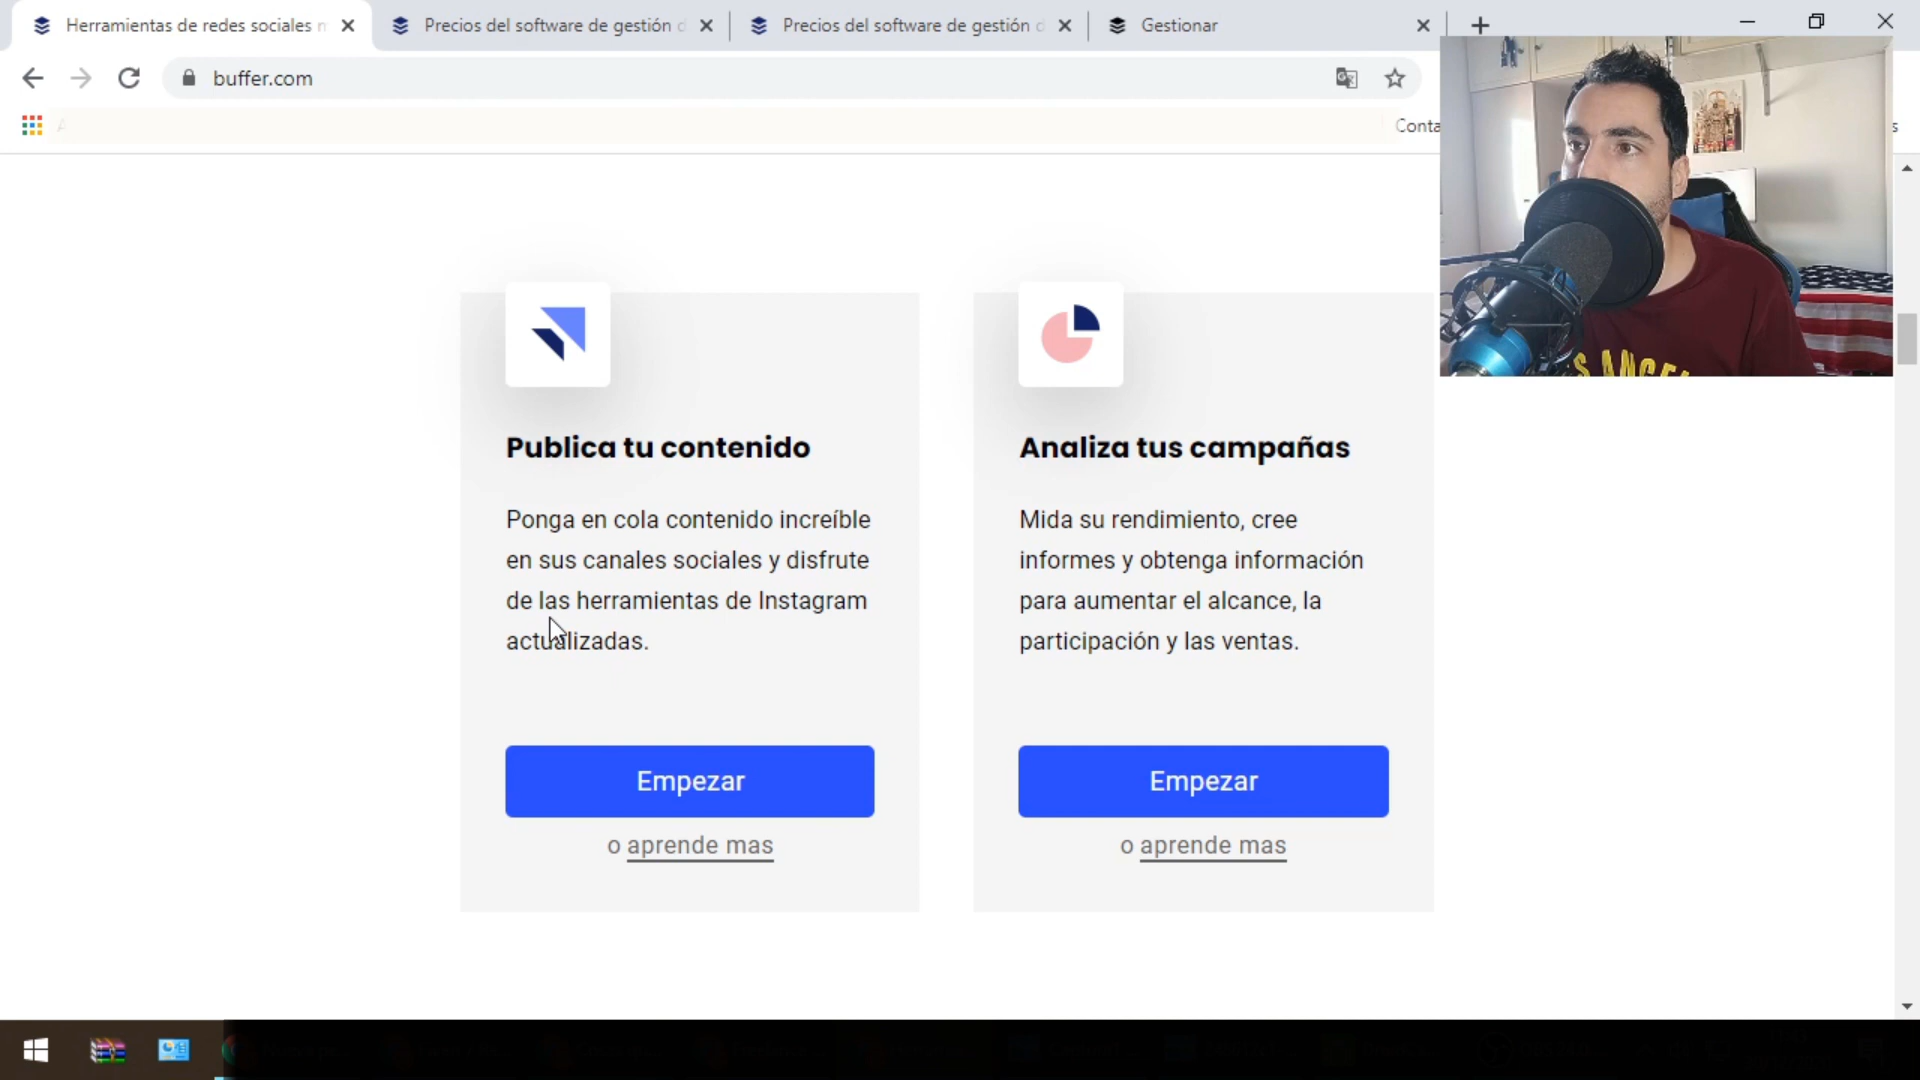 Herramientas de redes sociales
Precios del software de gestión
Precios del software de gestión
Gestionar
buffer.com
Conta
Publica tu contenido
Ponga en cola contenido increíble
en sus canales sociales y disfrute
de las herramientas de Instagram
actualizadas.
Empezar
o aprende mas
Analiza tus campañas
Mida su rendimiento, cree
informes y obtenga información
para aumentar el alcance, la
participación y las ventas.
Empezar
o aprende mas